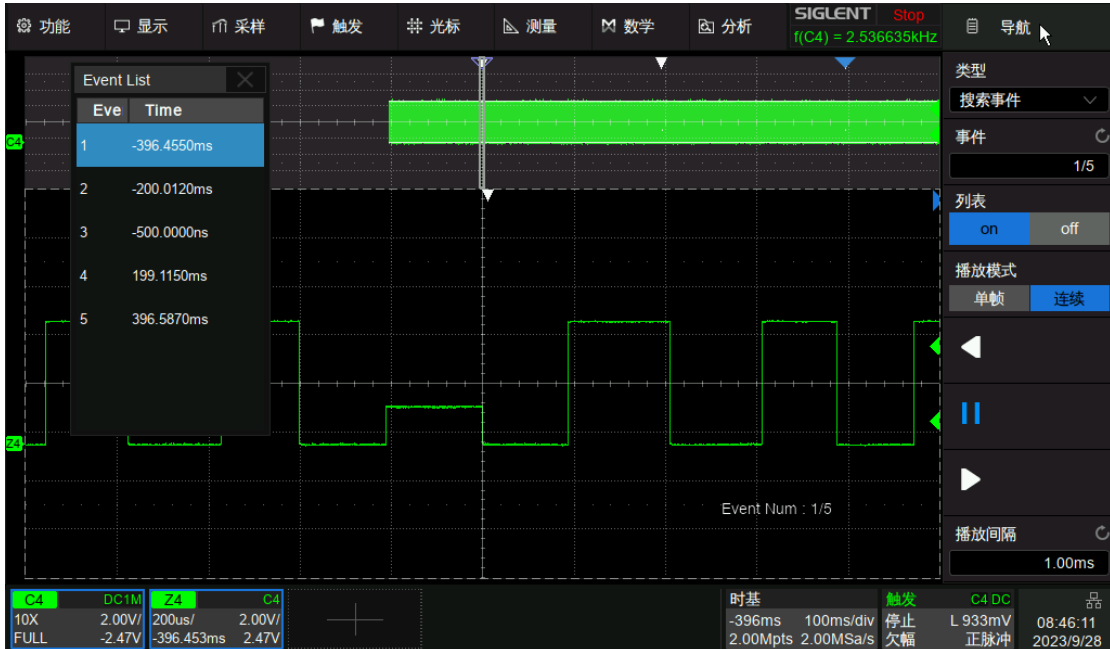 功能 显示 采样 触发 光标 测量 数学 分析 SIGLENT Stop 导航
f(C4) = 2.536635kHz
Event List
Eve Time
1 -396.4550ms
2 -200.0120ms
3 -500.0000ns
4 199.1150ms
5 396.5870ms
C4
Z4
Event Num : 1/5
类型
搜索事件
事件
1/5
列表
on off
播放模式
单帧 连续
播放间隔
1.00ms
C4 DC1M
10X 2.00V/
FULL -2.47V
Z4 C4
200us/ 2.00V/
-396.453ms 2.47V
时基
-396ms 100ms/div
2.00Mpts 2.00MSa/s
触发 C4 DC
停止 L 933mV
欠幅 正脉冲
08:46:11
2023/9/28